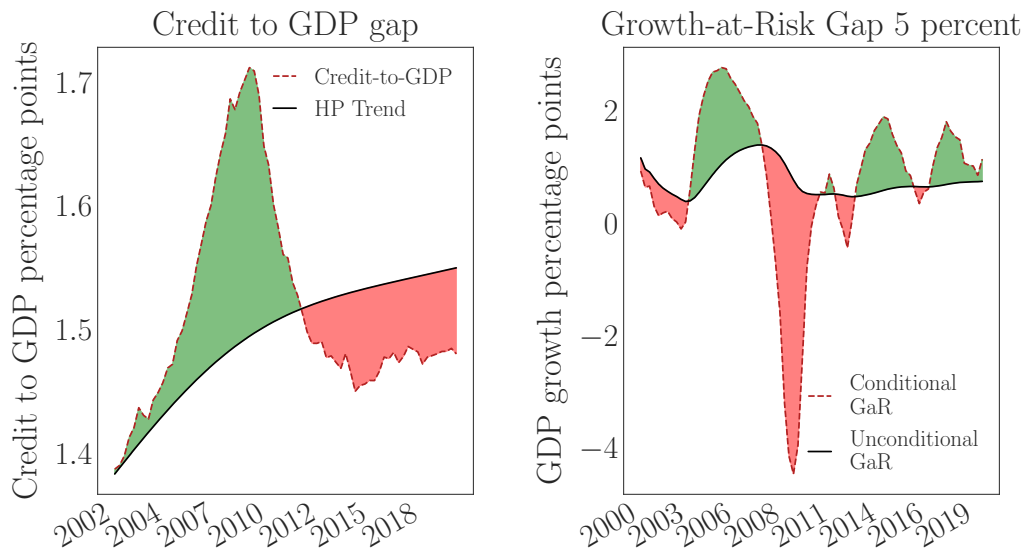 Credit to GDP gap
Credit to GDP percentage points
1.7
1.6
1.5
1.4
Credit-to-GDP
HP Trend
2002
2004
2007
2010
2012
2015
2018
Growth-at-Risk Gap 5 percent
GDP growth percentage points
2
0
−2
−4
Conditional
GaR
Unconditional
GaR
2000
2003
2006
2008
2011
2014
2016
2019